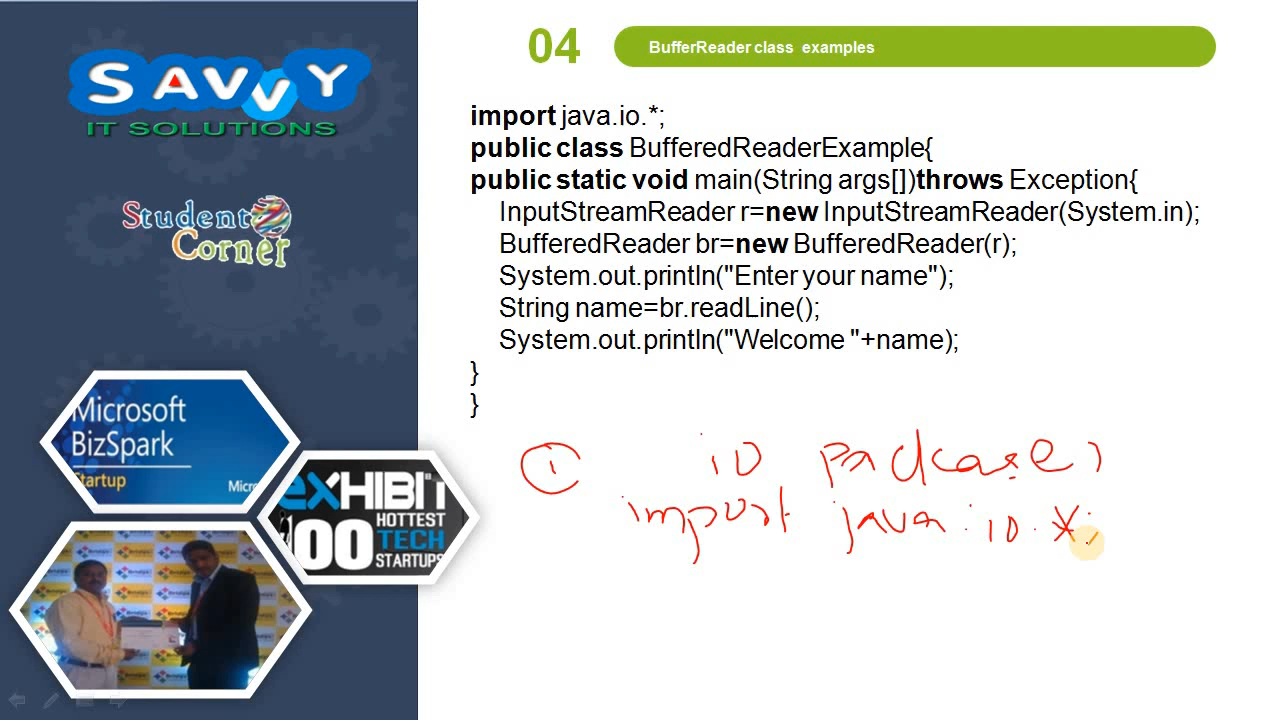 SAVVY
IT SOLUTIONS
Student
Corner
Microsoft
BizSpark
Startup
Micros
eXHIBIT
100 HOTTEST
TECH
STARTUPS
04
BufferReader class examples
import java.io.*;
public class BufferedReaderExample{
public static void main(String args[])throws Exception{
InputStreamReader r=new InputStreamReader(System.in);
BufferedReader br=new BufferedReader(r);
System.out.println("Enter your name");
String name=br.readLine();
System.out.println("Welcome "+name);
}
}
1 io package;
import java.io.*;